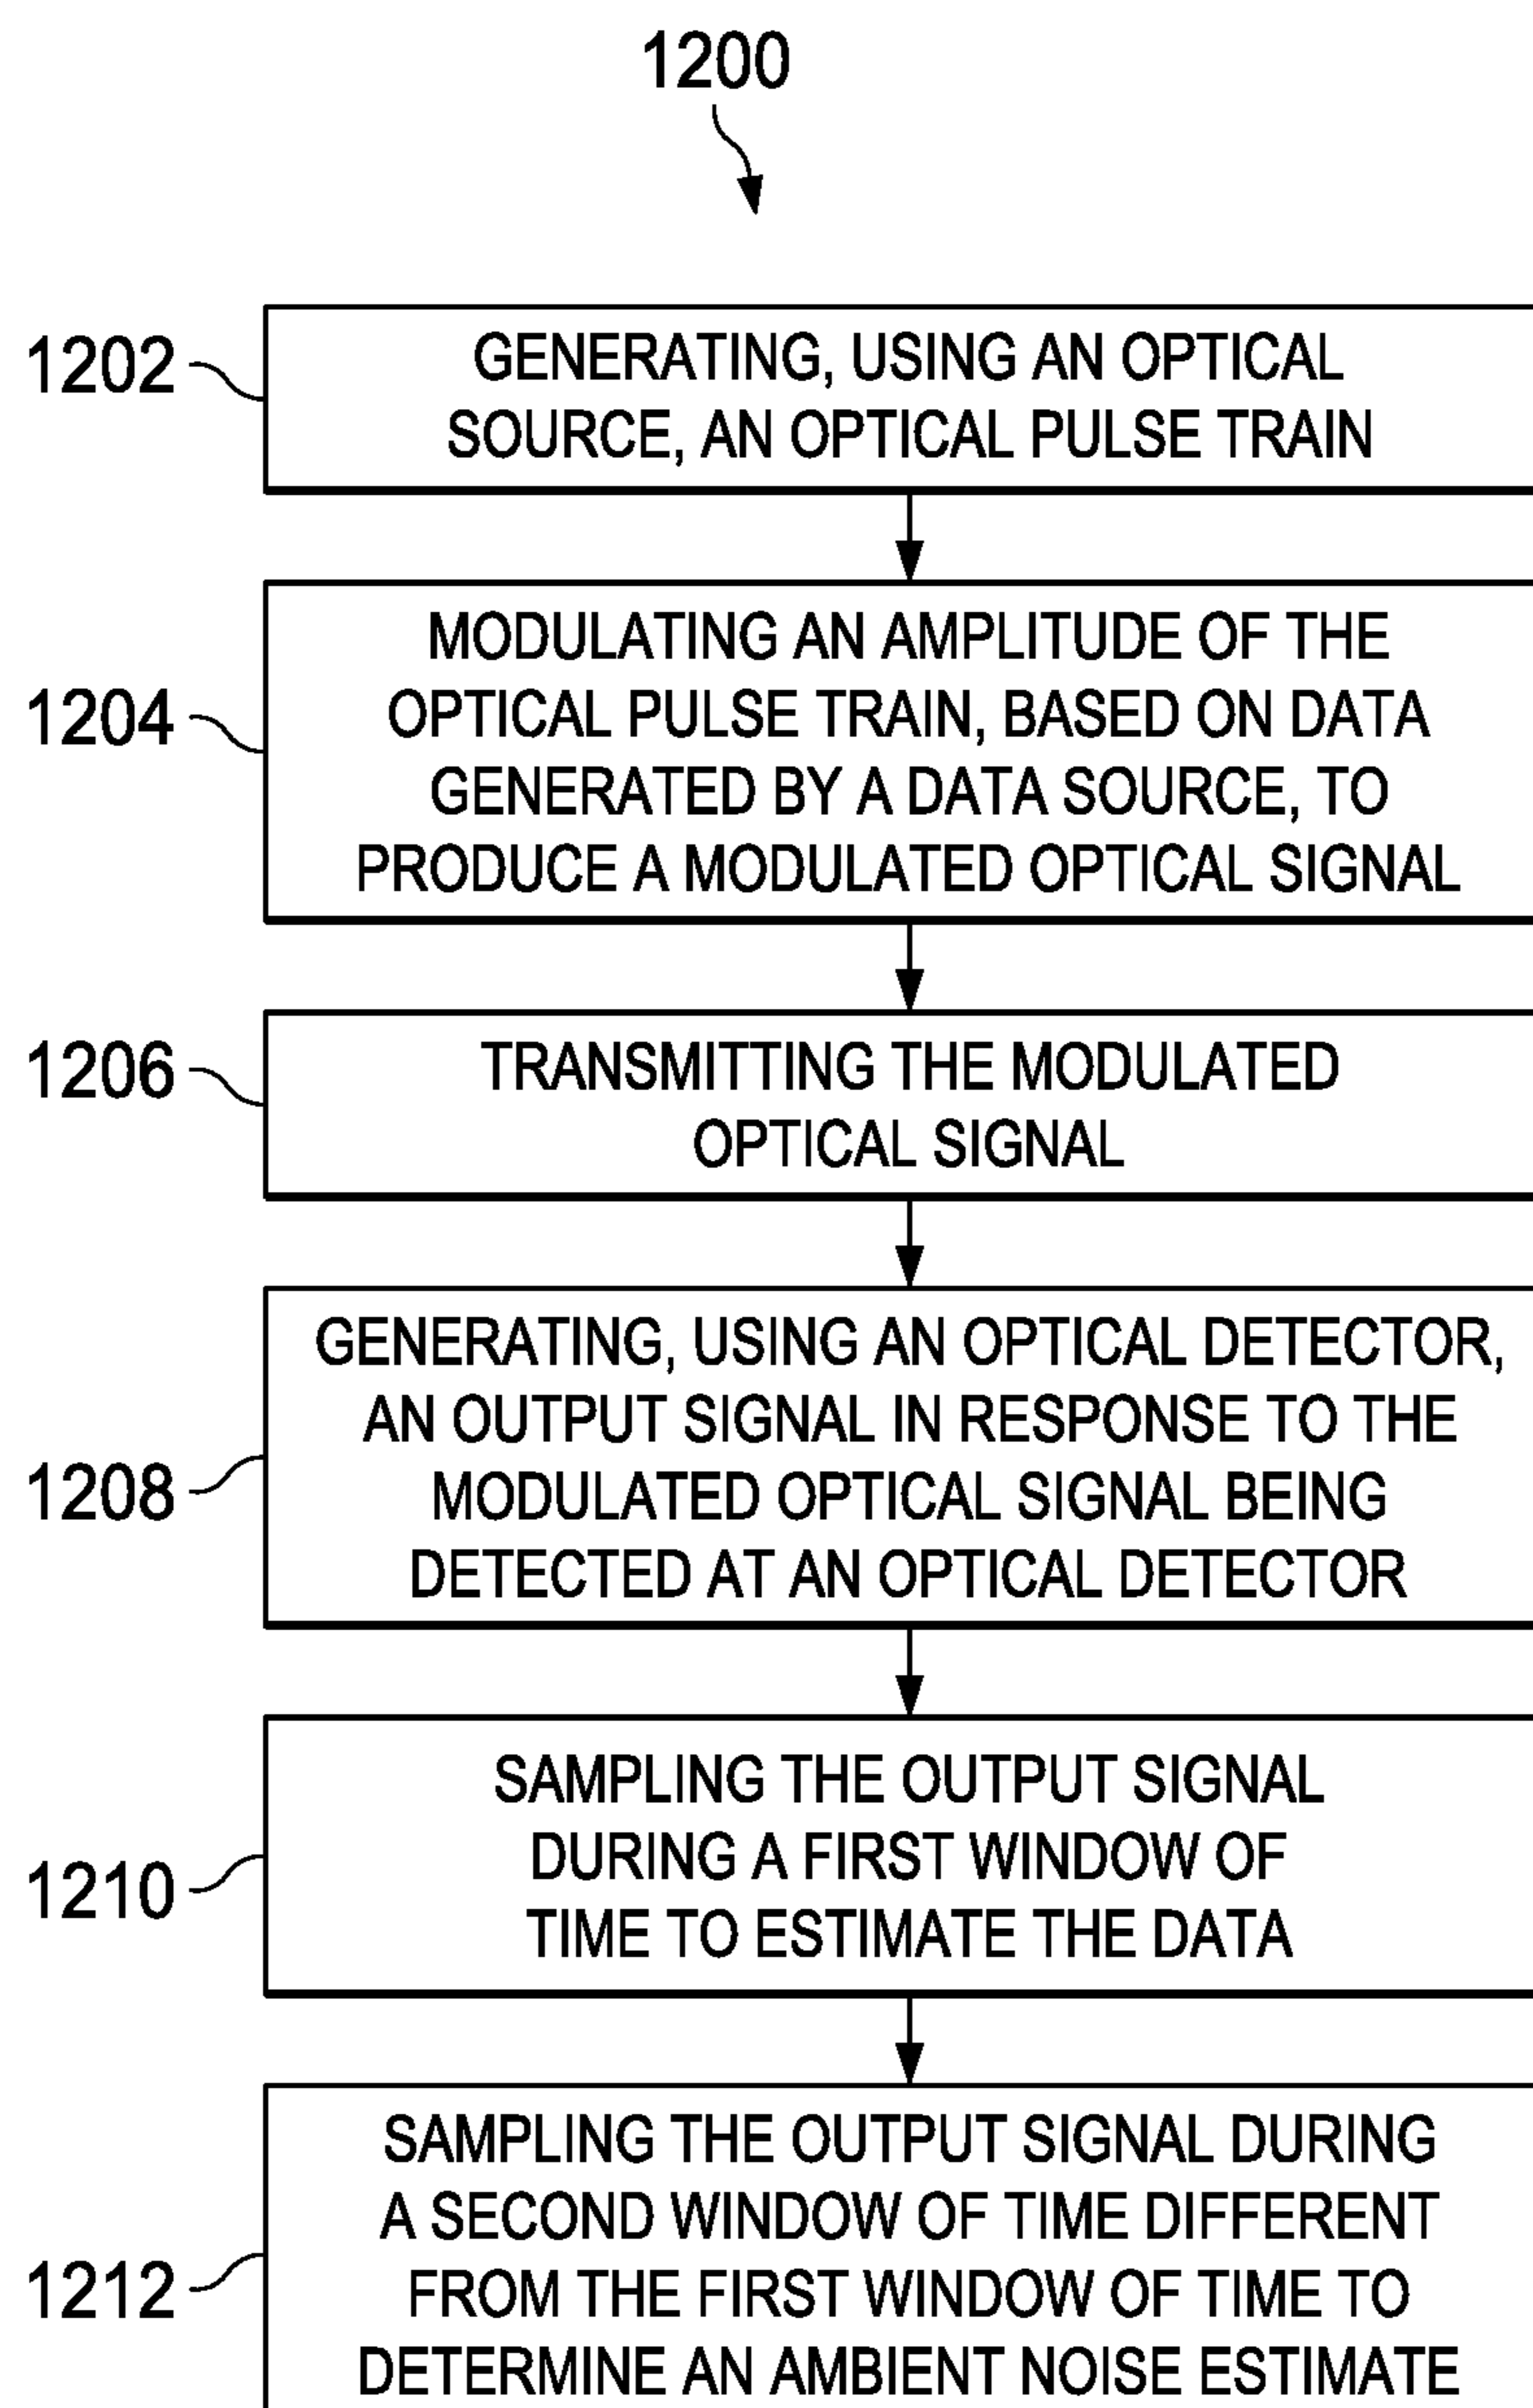 1200
1202
GENERATING, USING AN OPTICAL
SOURCE, AN OPTICAL PULSE TRAIN
1204
MODULATING AN AMPLITUDE OF THE
OPTICAL PULSE TRAIN, BASED ON DATA
GENERATED BY A DATA SOURCE, TO
PRODUCE A MODULATED OPTICAL SIGNAL
1206
TRANSMITTING THE MODULATED
OPTICAL SIGNAL
1208
GENERATING, USING AN OPTICAL DETECTOR,
AN OUTPUT SIGNAL IN RESPONSE TO THE
MODULATED OPTICAL SIGNAL BEING
DETECTED AT AN OPTICAL DETECTOR
1210
SAMPLING THE OUTPUT SIGNAL
DURING A FIRST WINDOW OF
TIME TO ESTIMATE THE DATA
1212
SAMPLING THE OUTPUT SIGNAL DURING
A SECOND WINDOW OF TIME DIFFERENT
FROM THE FIRST WINDOW OF TIME TO
DETERMINE AN AMBIENT NOISE ESTIMATE